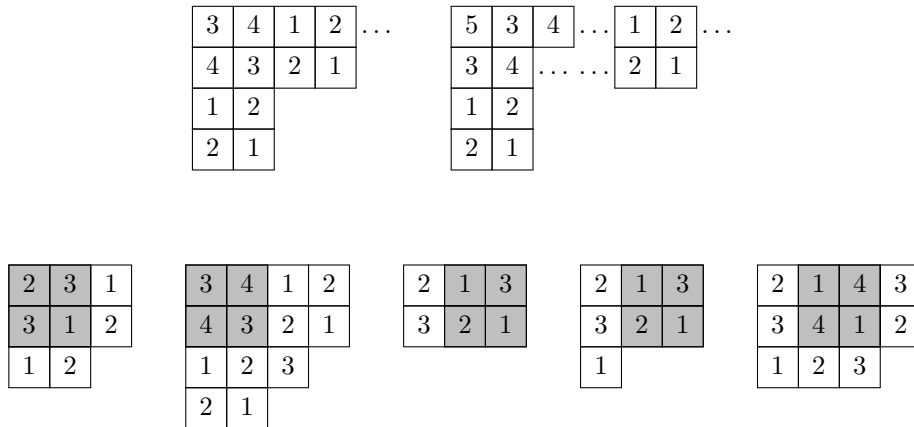 3 4 1 2 ... 5 3 4 ... 1 2 ...
4 3 2 1 3 4 ... ... 2 1
1 2 1 2
2 1 2 1
2 3 1 3 4 1 2 2 1 3 2 1 3 2 1 4 3
3 1 2 4 3 2 1 3 2 1 3 2 1 3 4 1 2
1 2 1 2 3 1 1 2 3
2 1